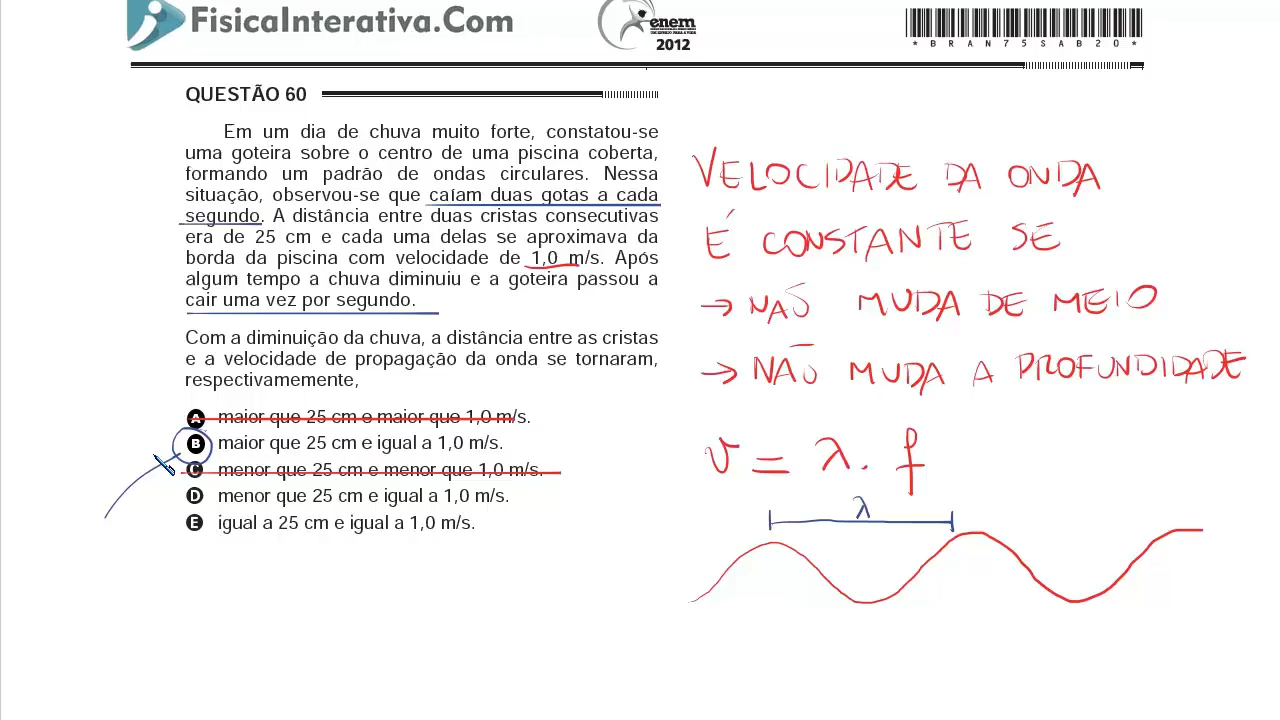 FisicaInterativa.Com
enem
2012
*BRAN75SAB20*
QUESTÃO 60
Em um dia de chuva muito forte, constatou-se
uma goteira sobre o centro de uma piscina coberta,
formando um padrão de ondas circulares. Nessa
situação, observou-se que caíam duas gotas a cada
segundo. A distância entre duas cristas consecutivas
era de 25 cm e cada uma delas se aproximava da
borda da piscina com velocidade de 1,0 m/s. Após
algum tempo a chuva diminuiu e a goteira passou a
cair uma vez por segundo.
Com a diminuição da chuva, a distância entre as cristas
e a velocidade de propagação da onda se tornaram,
respectivamemente,
A maior que 25 cm e maior que 1,0 m/s.
B maior que 25 cm e igual a 1,0 m/s.
C menor que 25 cm e menor que 1,0 m/s.
D menor que 25 cm e igual a 1,0 m/s.
E igual a 25 cm e igual a 1,0 m/s.
VELOCIDADE DA ONDA
É CONSTANTE SE
→ NÃO MUDA DE MEIO
→ NÃO MUDA A PROFUNDIDADE
v = λ . f
λ